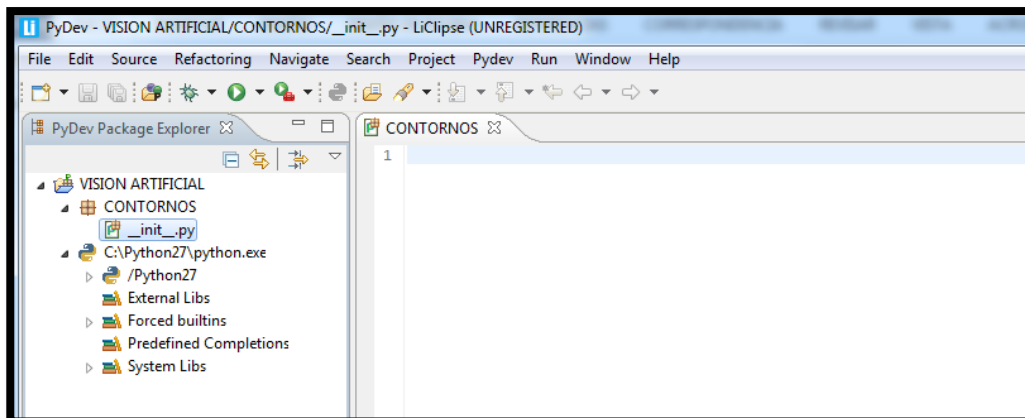 PyDev - VISION ARTIFICIAL/CONTORNOS/__init__.py - LiClipse (UNREGISTERED)
File Edit Source Refactoring Navigate Search Project Pydev Run Window Help
PyDev Package Explorer
CONTORNOS
1
VISION ARTIFICIAL
CONTORNOS
__init__.py
C:\Python27\python.exe
/Python27
External Libs
Forced builtins
Predefined Completions
System Libs